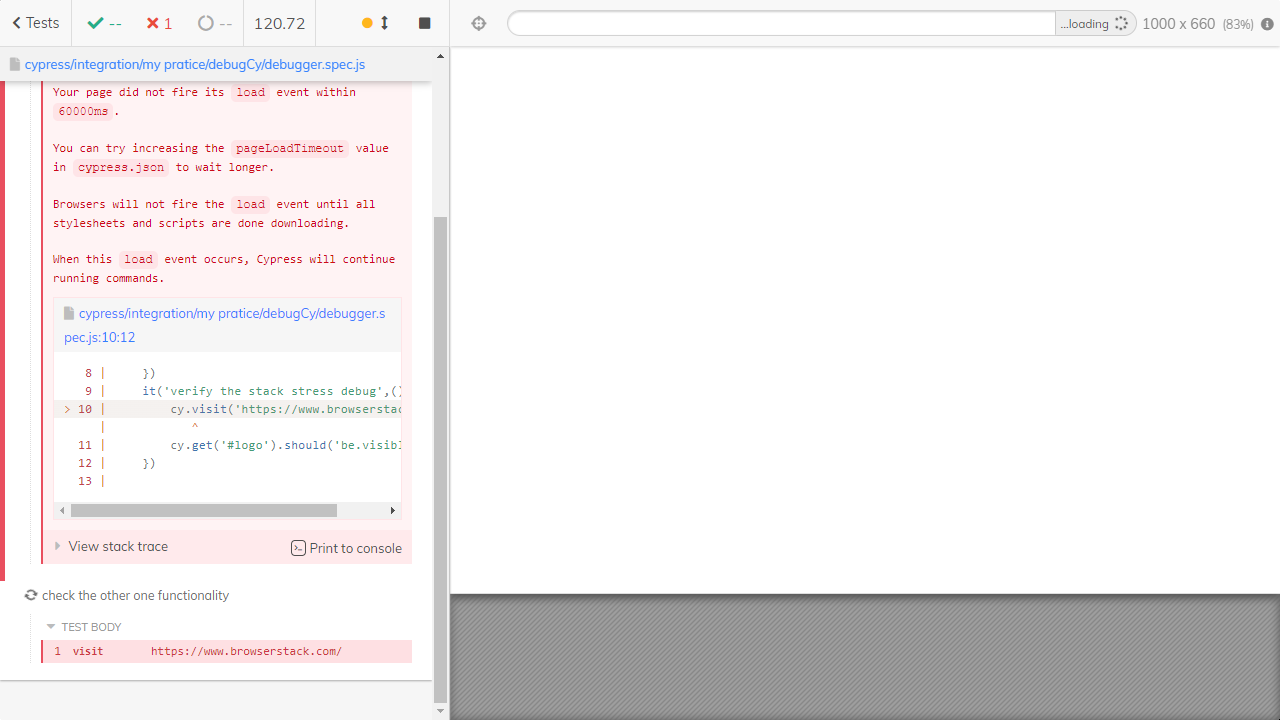 Tests
--
1
--
120.72
...loading
1000 x 660 (83%)
cypress/integration/my pratice/debugCy/debugger.spec.js
Your page did not fire its load event within
60000ms.
You can try increasing the pageLoadTimeout value
in cypress.json to wait longer.
Browsers will not fire the load event until all
stylesheets and scripts are done downloading.
When this load event occurs, Cypress will continue
running commands.
cypress/integration/my pratice/debugCy/debugger.s
pec.js:10:12
8 | })
9 | it('verify the stack stress debug',()
> 10 | cy.visit('https://www.browserstac
| ^
11 | cy.get('#logo').should('be.visibl
12 | })
13 |
View stack trace
Print to console
check the other one functionality
TEST BODY
1 visit https://www.browserstack.com/